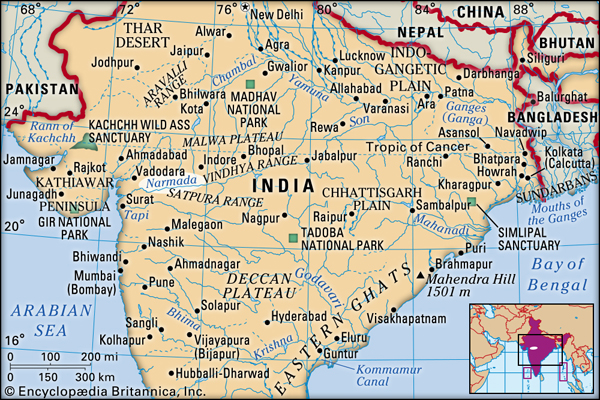 72°
76°
New Delhi
80°
84°
CHINA
88°
THAR
DESERT
Alwar
NEPAL
BHUTAN
Jaipur
Agra
Lucknow
INDO-
GANGETIC
PLAIN
Siliguri
Jodhpur
Chambal
Gwalior
Kanpur
Darbhanga
PAKISTAN
ARAVALLI
RANGE
Yamuna
Allahabad
Patna
Bhilwara
Kota
MADHAV
NATIONAL
PARK
Varanasi
Ara
Ganges
(Ganga)
Balurghat
BANGLADESH
24°
Rann of
Kachchh
KACHCHH WILD ASS
SANCTUARY
Rewa
Son
Asansol
Navadwip
MALWA PLATEAU
Tropic of Cancer
Jamnagar
Rajkot
Ahmadabad
Indore
Bhopal
Jabalpur
Ranchi
Bhatpara
Kolkata
(Calcutta)
KATHIAWAR
PENINSULA
Vadodara
VINDHYA RANGE
Howrah
Junagadh
Narmada
INDIA
Kharagpur
SUNDARBANS
Surat
SATPURA RANGE
CHHATTISGARH
PLAIN
Sambalpur
Mouths of
the Ganges
GIR NATIONAL
PARK
Tapi
Nagpur
Raipur
Mahanadi
20°
Malegaon
TADOBA
NATIONAL PARK
SIMLIPAL
SANCTUARY
Nashik
Puri
Bhiwandi
Ahmadnagar
Godavari
Brahmapur
Bay of
Bengal
Mumbai
(Bombay)
Pune
DECCAN
PLATEAU
Mahendra Hill
1501 m
ARABIAN
SEA
Solapur
EASTERN GHATS
Sangli
Bhima
Hyderabad
Visakhapatnam
16°
Kolhapur
Vijayapura
(Bijapur)
Krishna
Eluru
Guntur
0 100 200 mi
0 150 300 km
Hubballi-Dharwad
Kommamur
Canal
© Encyclopædia Britannica, Inc.